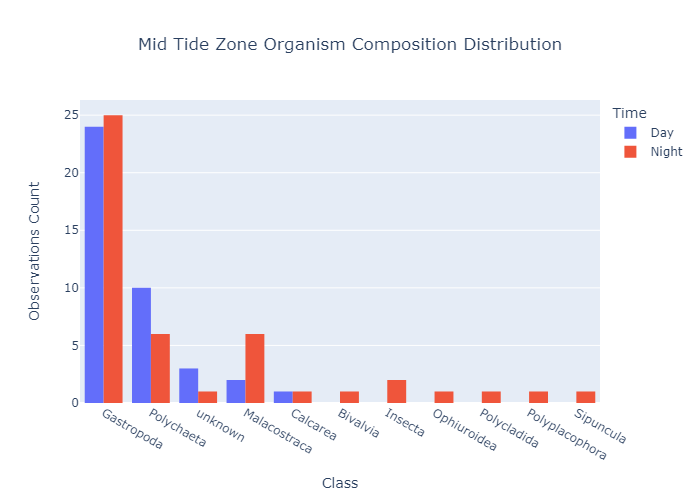 Mid Tide Zone Organism Composition Distribution
Time
Day
Night
Observations Count
25
20
15
10
5
0
Gastropoda
Polychaeta
unknown
Malacostraca
Calcarea
Bivalvia
Insecta
Ophiuroidea
Polycladida
Polyplacophora
Sipuncula
Class